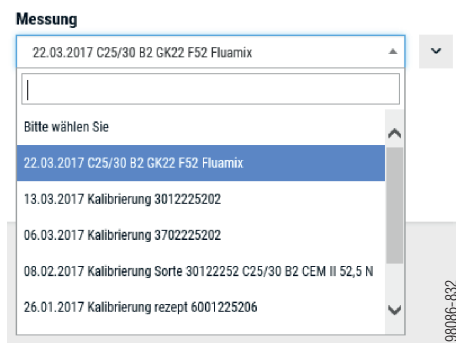 Messung
22.03.2017 C25/30 B2 GK22 F52 Fluamix
Bitte wählen Sie
22.03.2017 C25/30 B2 GK22 F52 Fluamix
13.03.2017 Kalibrierung 3012225202
06.03.2017 Kalibrierung 3702225202
08.02.2017 Kalibrierung Sorte 30122252 C25/30 B2 CEM II 52,5 N
26.01.2017 Kalibrierung rezept 6001225206
98086-832